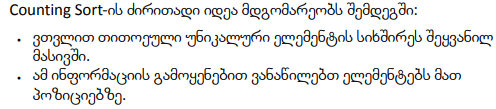 Counting Sort-ის ძირითადი იდეა მდგომარეობს შემდეგში:
• ვთვლით თითოეული უნიკალური ელემენტის სიხშირეს შეყვანილ
მასივში.
• ამ ინფორმაციის გამოყენებით ვანაწილებთ ელემენტებს მათ
პოზიციებზე.